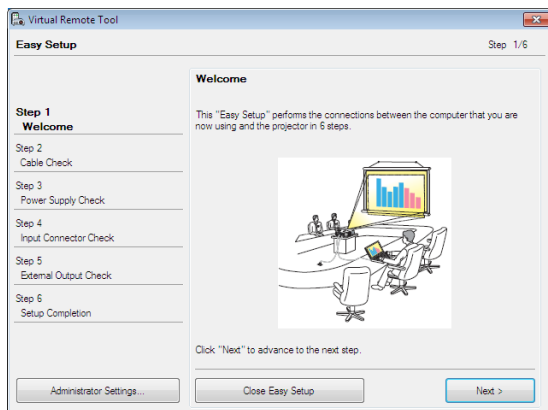 Virtual Remote Tool
Easy Setup
Step 1/6
Step 1
Welcome
Step 2
Cable Check
Step 3
Power Supply Check
Step 4
Input Connector Check
Step 5
External Output Check
Step 6
Setup Completion
Welcome
This "Easy Setup" performs the connections between the computer that you are
now using and the projector in 6 steps.
Click "Next" to advance to the next step.
Administrator Settings...
Close Easy Setup
Next >